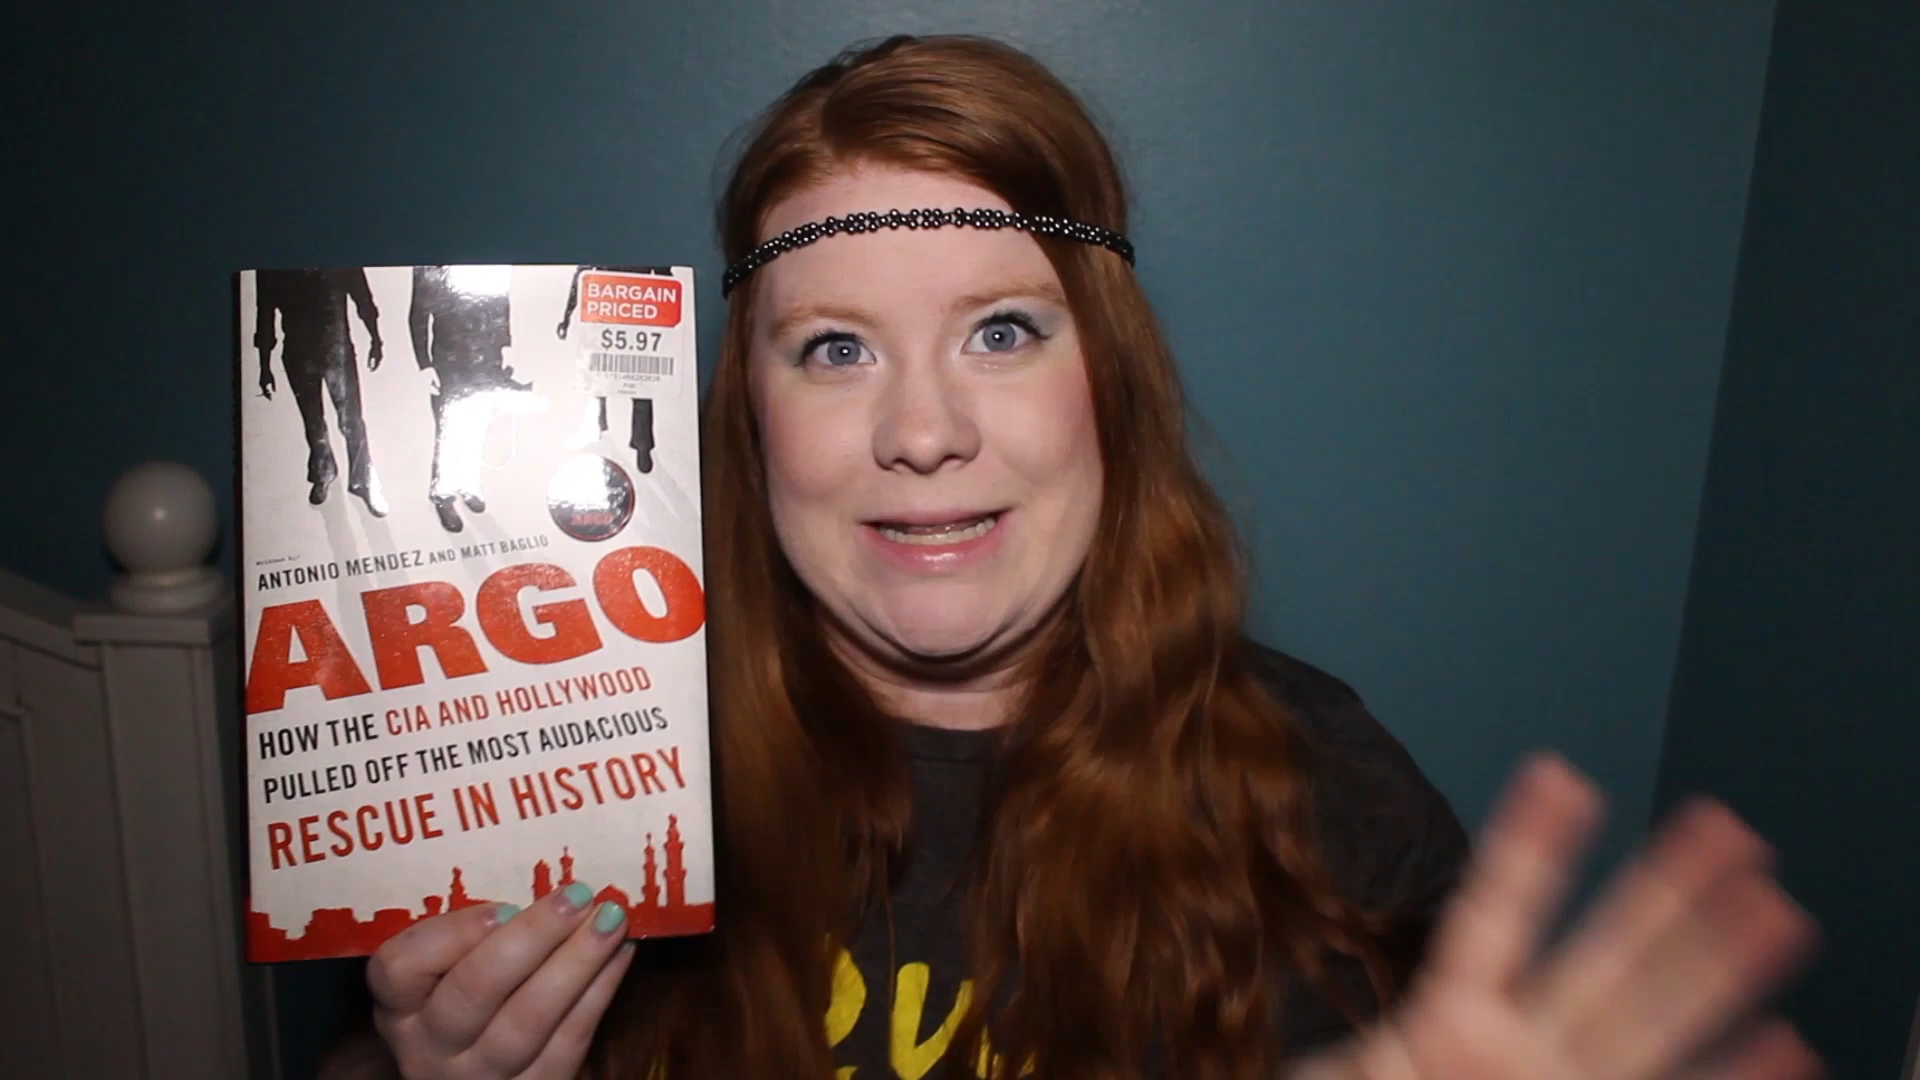 BARGAIN
PRICED
$5.97
ANTONIO MENDEZ AND MATT BAGLIO
ARGO
ARGO
HOW THE CIA AND HOLLYWOOD
PULLED OFF THE MOST AUDACIOUS
RESCUE IN HISTORY